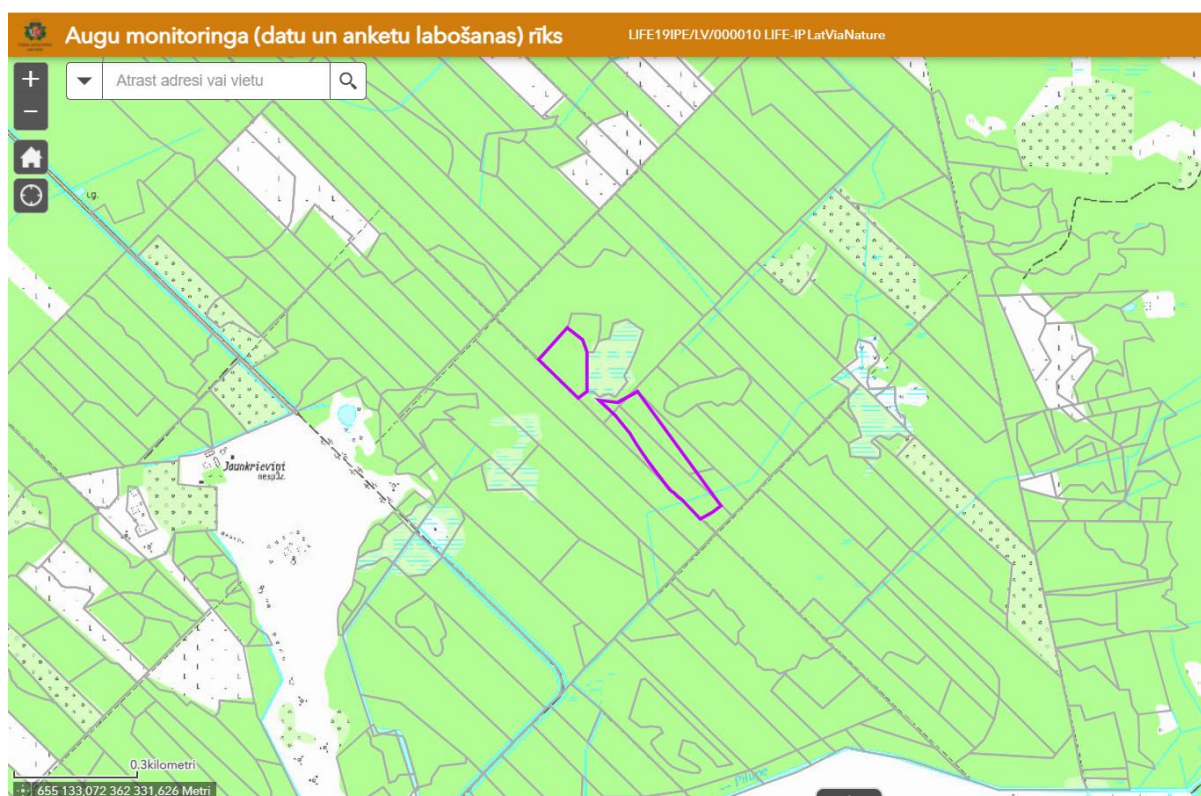 Augu monitoringa (datu un anketu labošanas) rīks
LIFE19IPE/LV/000010 LIFE-IP LatViaNature
Atrast adresi vai vietu
Jaunkrieviņi
0.3kilometri
Pilupe
655 133,072 362 331,626 Metri